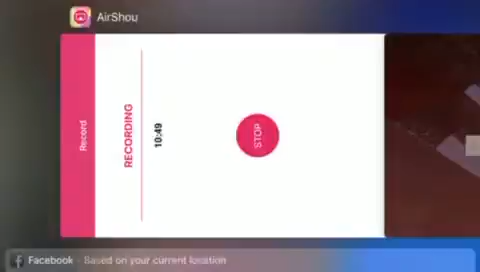 AirShou
Record
RECORDING
10:49
STOP
Facebook - Based on your current location